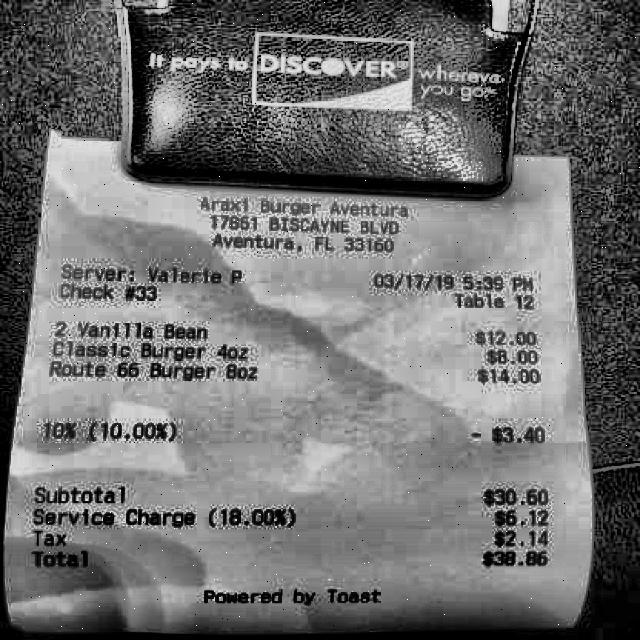 It pays to DISCOVER wherever you go.
Araxi Burger Aventura
17861 BISCAYNE BLVD
Aventura, FL 33160
Server: Valerie P 03/17/19 5:39 PM
Check #33 Table 12
2 Vanilla Bean $12.00
Classic Burger 4oz $8.00
Route 66 Burger 8oz $14.00
10% (10.00%) - $3.40
Subtotal $30.60
Service Charge (18.00%) $6.12
Tax $2.14
Total $38.86
Powered by Toast